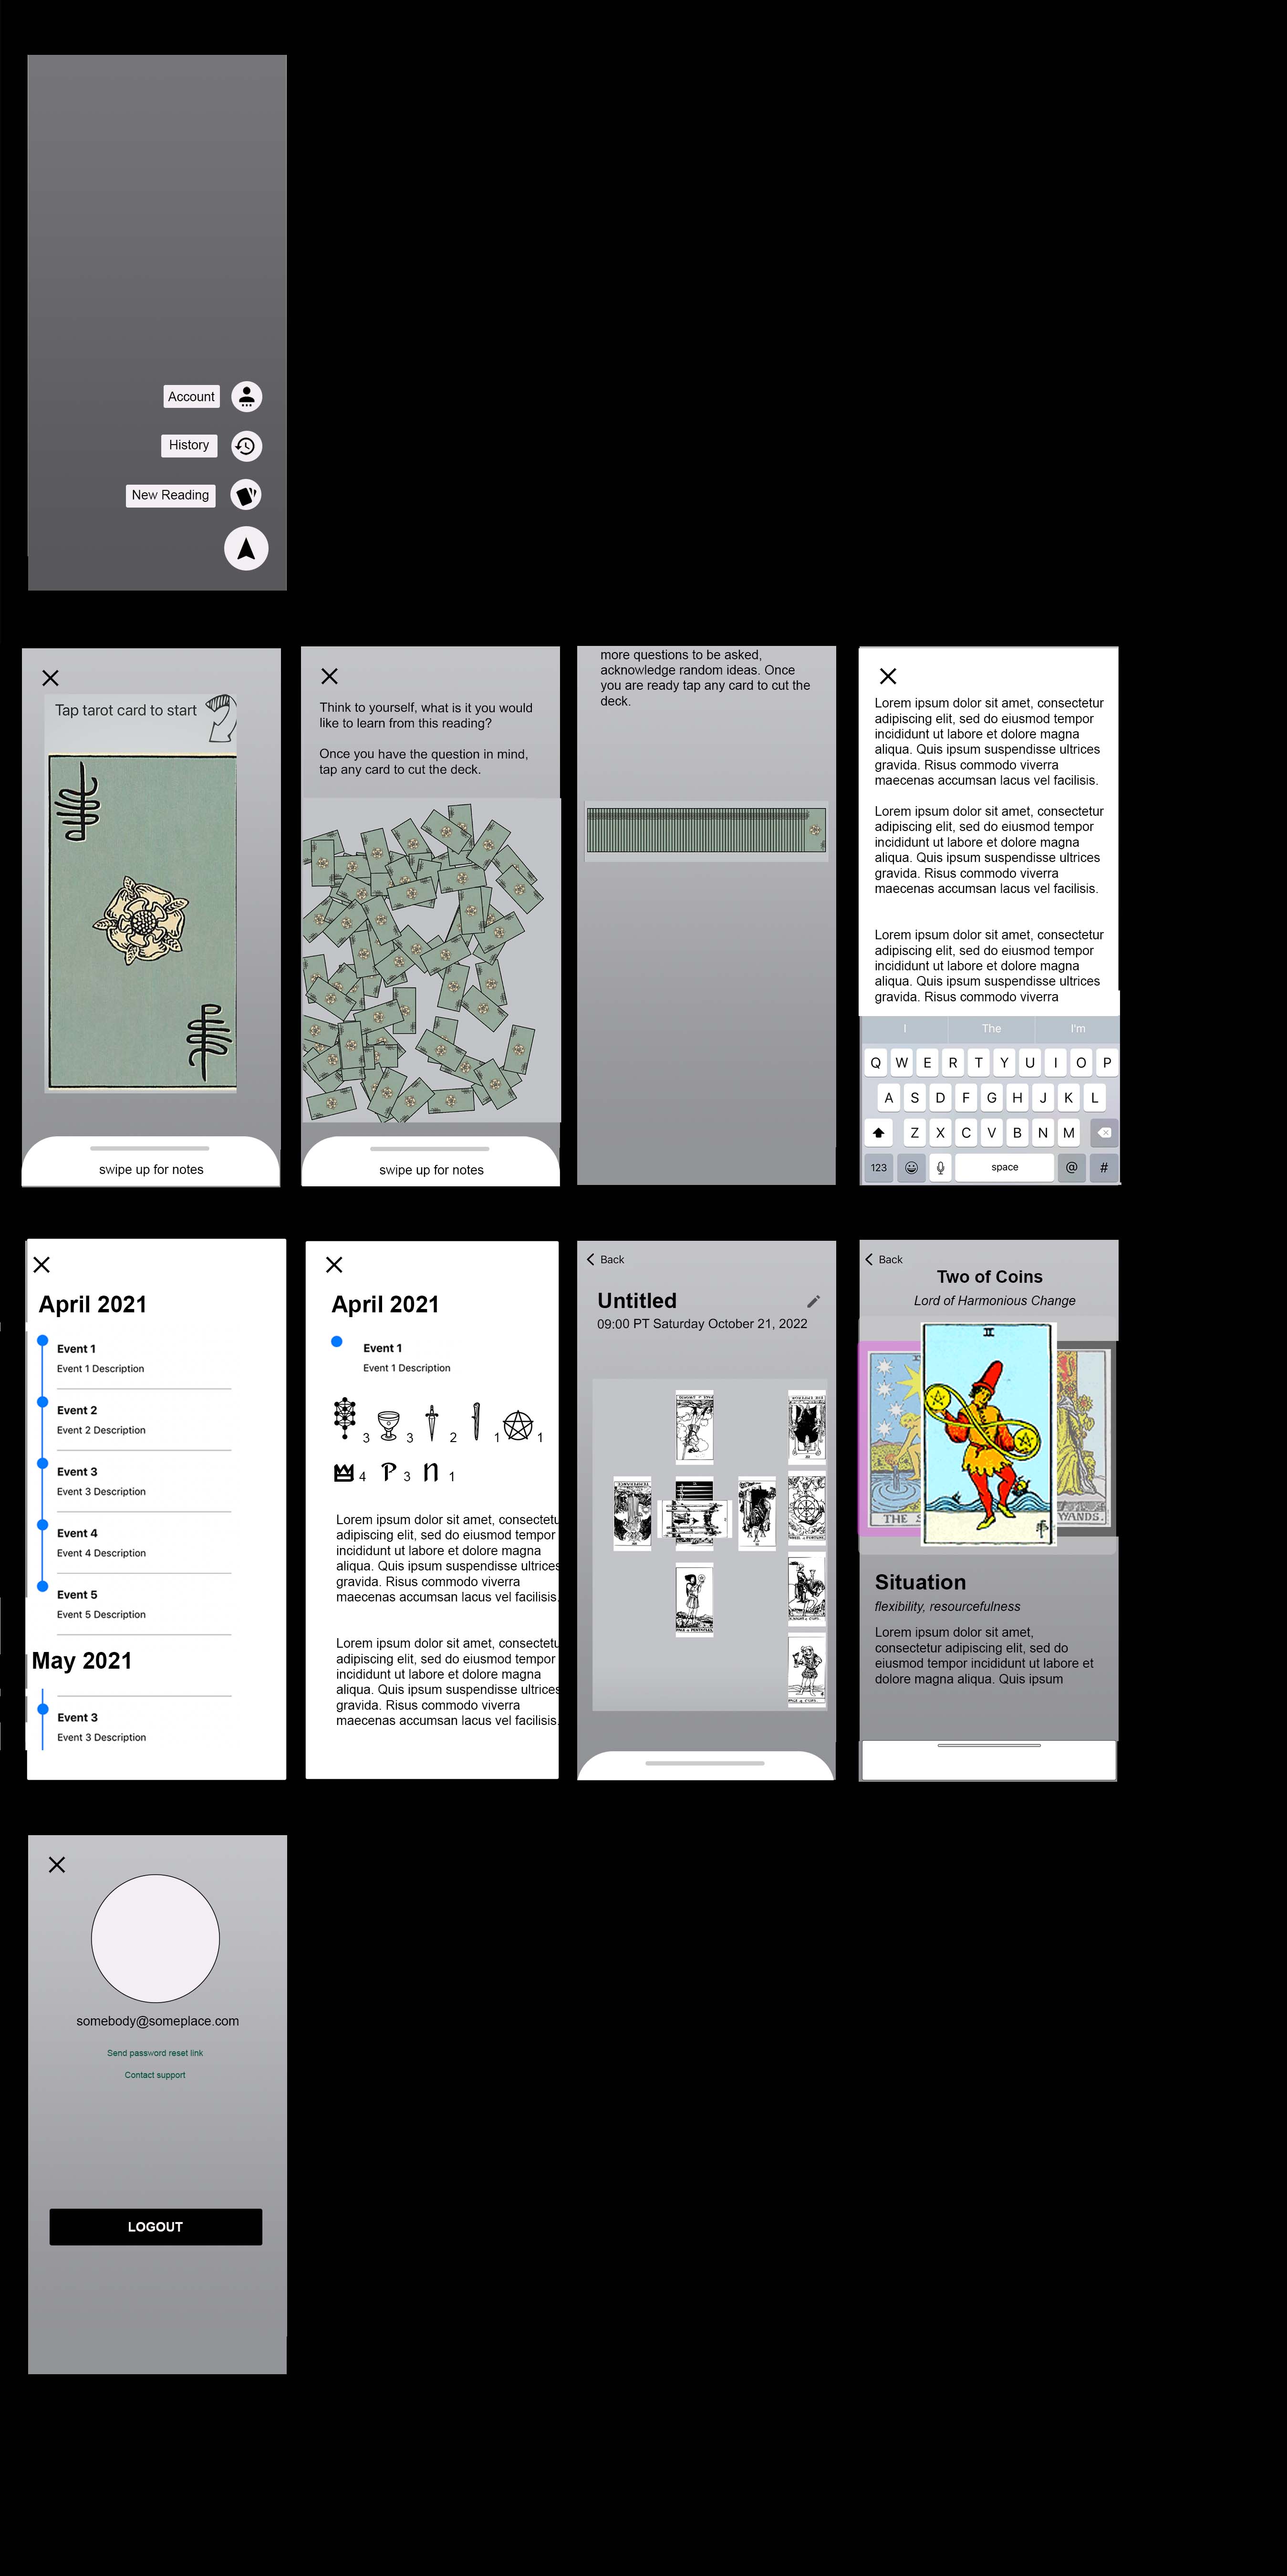 Account
History
New Reading
Tap tarot card to start
swipe up for notes
Think to yourself, what is it you would
like to learn from this reading?
Once you have the question in mind,
tap any card to cut the deck.
swipe up for notes
more questions to be asked,
acknowledge random ideas. Once
you are ready tap any card to cut the
deck.
Lorem ipsum dolor sit amet, consectetur
adipiscing elit, sed do eiusmod tempor
incididunt ut labore et dolore magna
aliqua. Quis ipsum suspendisse ultrices
gravida. Risus commodo viverra
maecenas accumsan lacus vel facilisis.
Lorem ipsum dolor sit amet, consectetur
adipiscing elit, sed do eiusmod tempor
incididunt ut labore et dolore magna
aliqua. Quis ipsum suspendisse ultrices
gravida. Risus commodo viverra
maecenas accumsan lacus vel facilisis.
Lorem ipsum dolor sit amet, consectetur
adipiscing elit, sed do eiusmod tempor
incididunt ut labore et dolore magna
aliqua. Quis ipsum suspendisse ultrices
gravida. Risus commodo viverra
I The I'm
Q W E R T Y U I O P
A S D F G H J K L
Z X C V B N M
123 space @ #
April 2021
Event 1
Event 1 Description
Event 2
Event 2 Description
Event 3
Event 3 Description
Event 4
Event 4 Description
Event 5
Event 5 Description
May 2021
Event 3
Event 3 Description
April 2021
Event 1
Event 1 Description
3 3 2 1 1
4 P 3 n 1
Lorem ipsum dolor sit amet, consectetu
adipiscing elit, sed do eiusmod tempor
incididunt ut labore et dolore magna
aliqua. Quis ipsum suspendisse ultrices
gravida. Risus commodo viverra
maecenas accumsan lacus vel facilisis.
Lorem ipsum dolor sit amet, consectetu
adipiscing elit, sed do eiusmod tempor
incididunt ut labore et dolore magna
aliqua. Quis ipsum suspendisse ultrices
gravida. Risus commodo viverra
maecenas accumsan lacus vel facilisis.
Back
Untitled
09:00 PT Saturday October 21, 2022
Back
Two of Coins
Lord of Harmonious Change
II
THE S
WANDS.
Situation
flexibility, resourcefulness
Lorem ipsum dolor sit amet,
consectetur adipiscing elit, sed do
eiusmod tempor incididunt ut labore et
dolore magna aliqua. Quis ipsum
somebody@someplace.com
Send password reset link
Contact support
LOGOUT